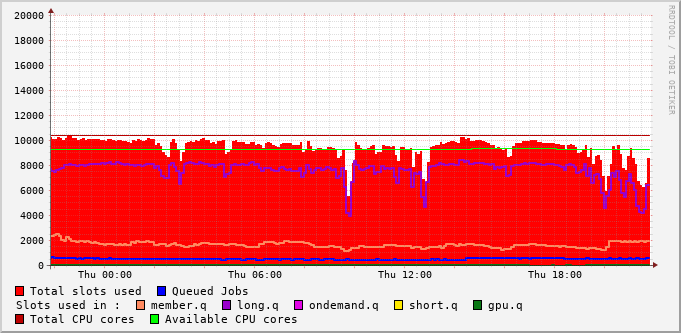 RRDTOOL / TOBI OETIKER
20000
18000
16000
14000
12000
10000
8000
6000
4000
2000
0
Thu 00:00 Thu 06:00 Thu 12:00 Thu 18:00
Total slots used Queued Jobs
Slots used in : member.q long.q ondemand.q short.q gpu.q
Total CPU cores Available CPU cores